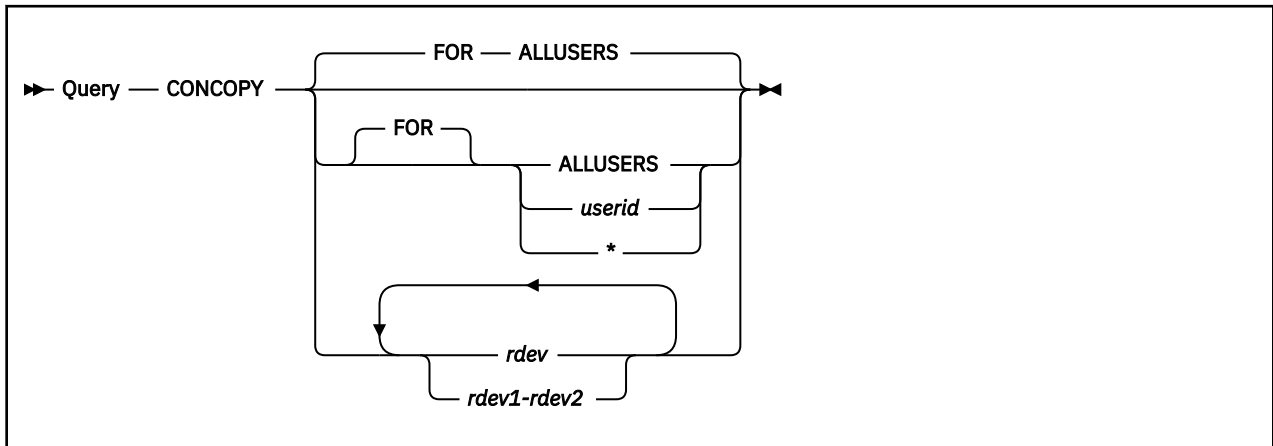 FOR ALLUSERS
Query CONCOPY
FOR
ALLUSERS
userid
*
rdev
rdev1-rdev2